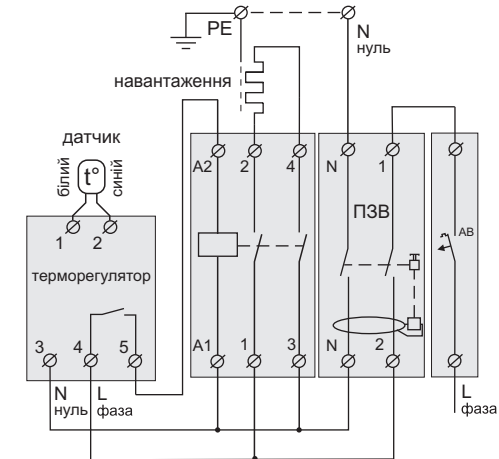 PE
N
нуль
навантаження
датчик
білий
t°
синій
A2
2
4
N
1
ПЗВ
АВ
1
2
терморегулятор
3
4
5
A1
1
3
N
2
N
нуль
L
фаза
L
фаза